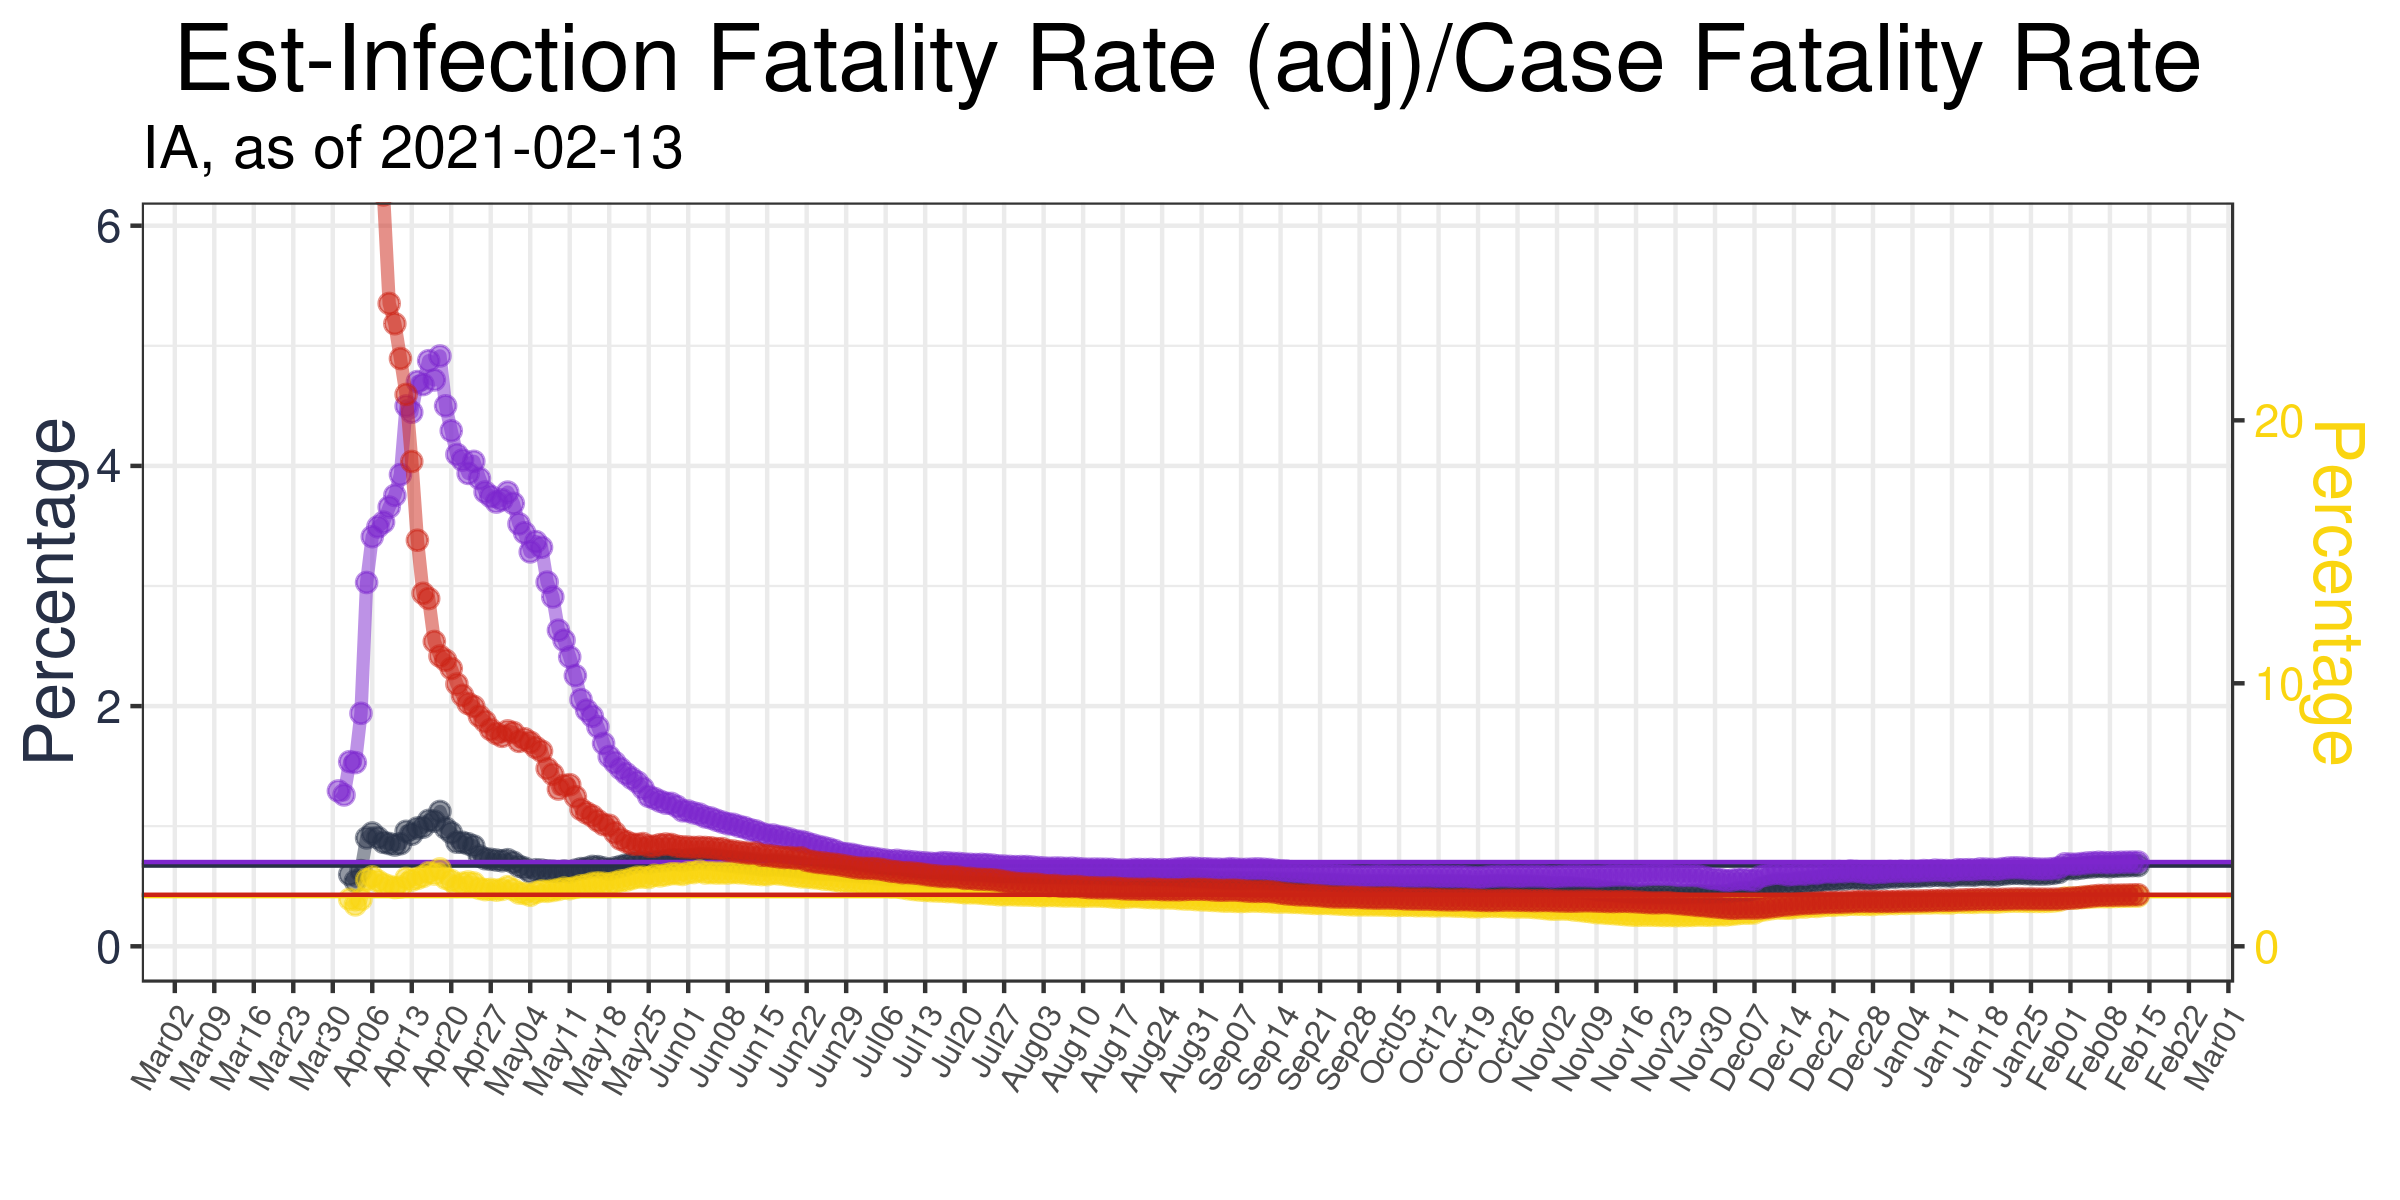 Est-Infection Fatality Rate (adj)/Case Fatality Rate
IA, as of 2021-02-13
Percentage
6
4
2
0
20
10
0
Percentage
Mar02
Mar09
Mar16
Mar23
Mar30
Apr06
Apr13
Apr20
Apr27
May04
May11
May18
May25
Jun01
Jun08
Jun15
Jun22
Jun29
Jul06
Jul13
Jul20
Jul27
Aug03
Aug10
Aug17
Aug24
Aug31
Sep07
Sep14
Sep21
Sep28
Oct05
Oct12
Oct19
Oct26
Nov02
Nov09
Nov16
Nov23
Nov30
Dec07
Dec14
Dec21
Dec28
Jan04
Jan11
Jan18
Jan25
Feb01
Feb08
Feb15
Feb22
Mar01